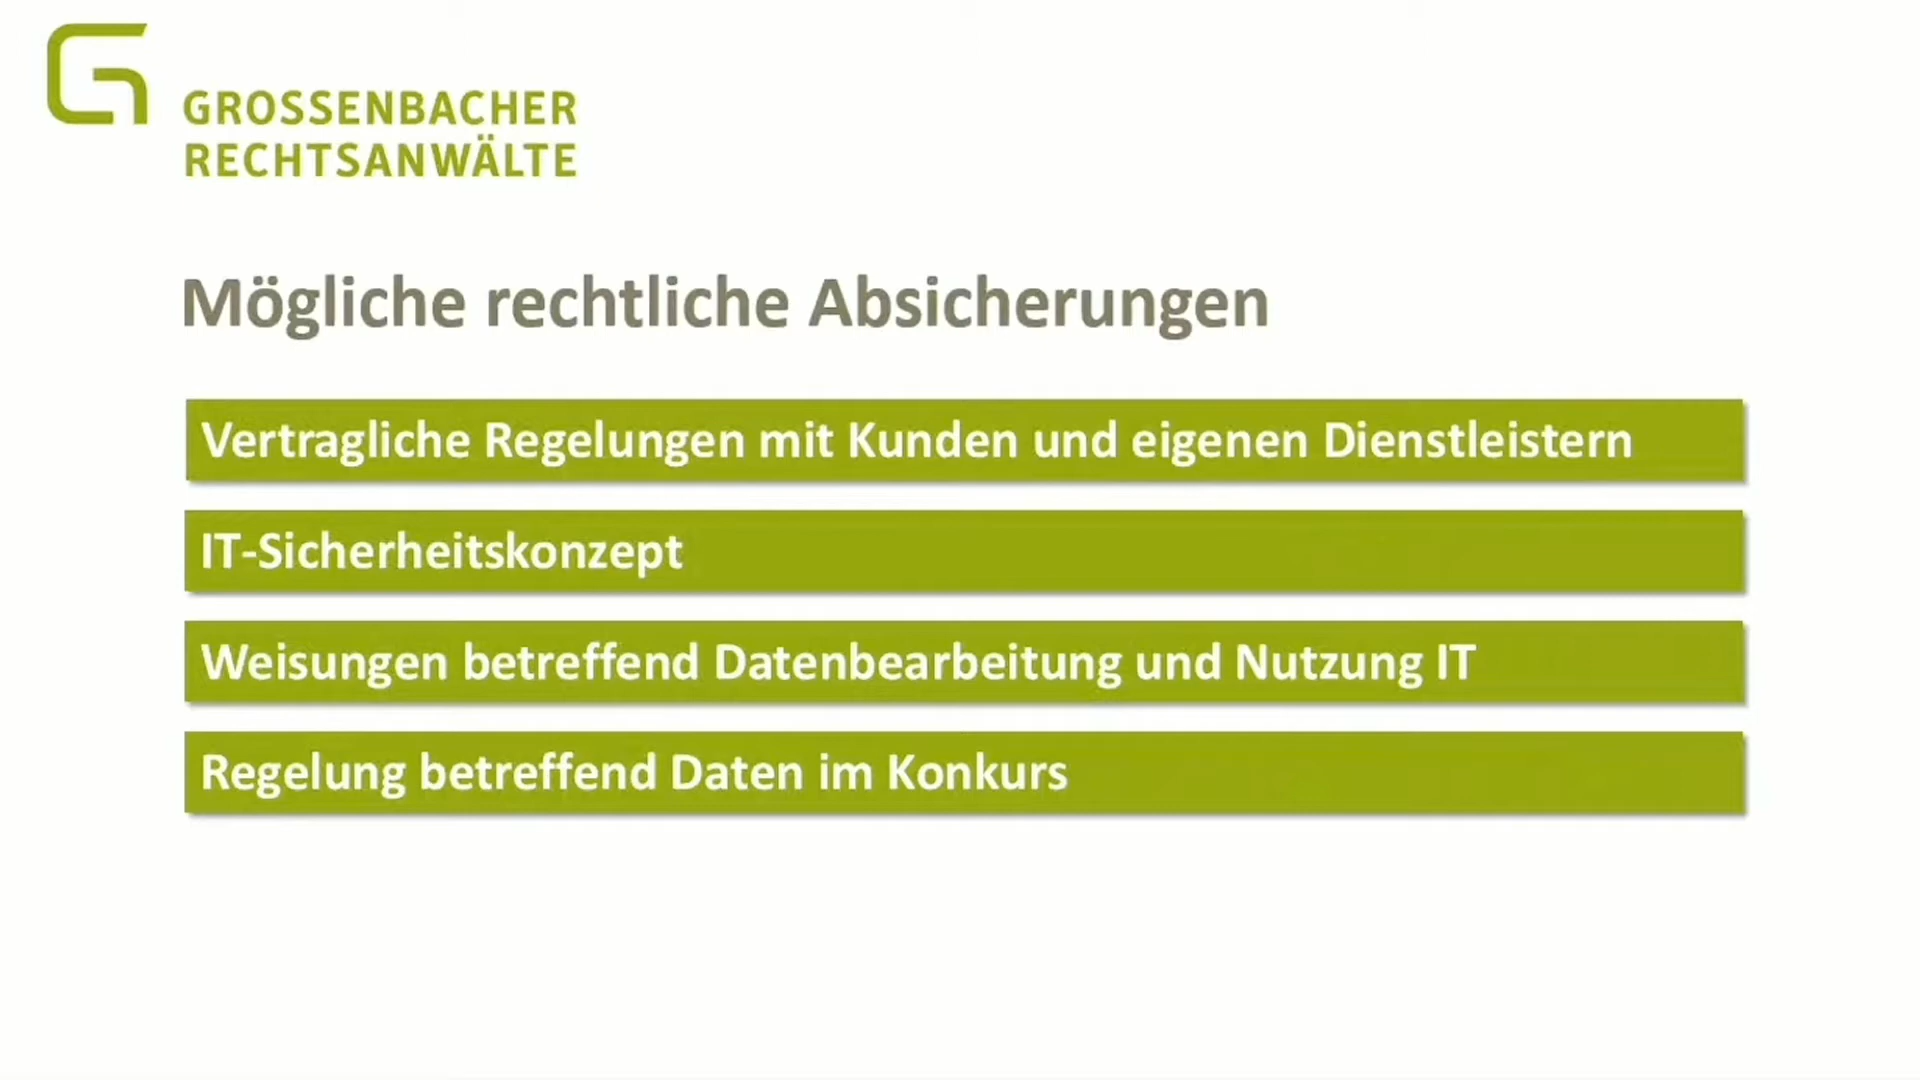 GROSSENBACHER
RECHTSANWÄLTE
Mögliche rechtliche Absicherungen
Vertragliche Regelungen mit Kunden und eigenen Dienstleistern
IT-Sicherheitskonzept
Weisungen betreffend Datenbearbeitung und Nutzung IT
Regelung betreffend Daten im Konkurs